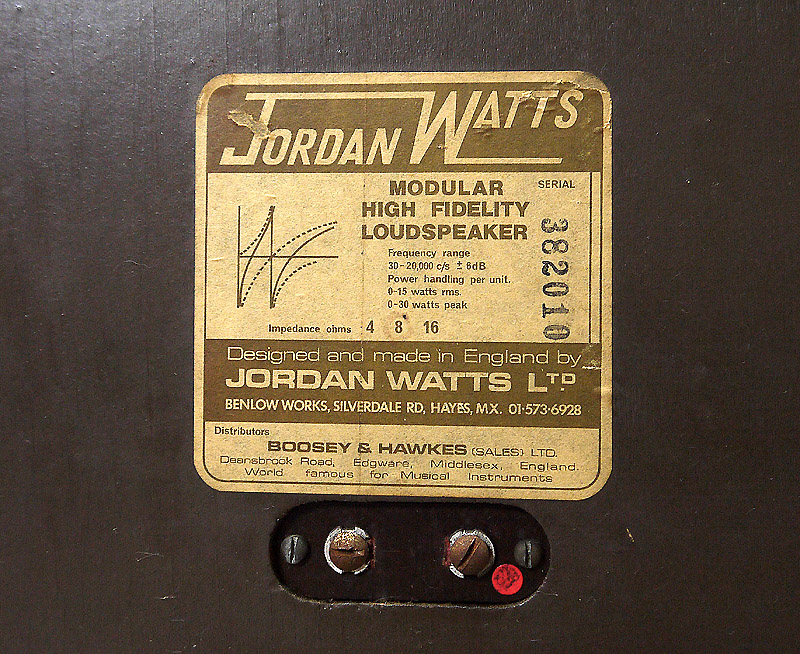 JORDAN WATTS
MODULAR
HIGH FIDELITY
LOUDSPEAKER
SERIAL
382010
Frequency range
30-20,000 c/s ± 6dB
Power handling per unit.
0-15 watts rms.
0-30 watts peak
Impedance ohms 4 8 16
Designed and made in England by
JORDAN WATTS LTD.
BENLOW WORKS, SILVERDALE RD, HAYES, MX. 01·573·6928
Distributors
BOOSEY & HAWKES (SALES) LTD.
Deansbrook Road, Edgware, Middlesex, England.
World famous for Musical Instruments